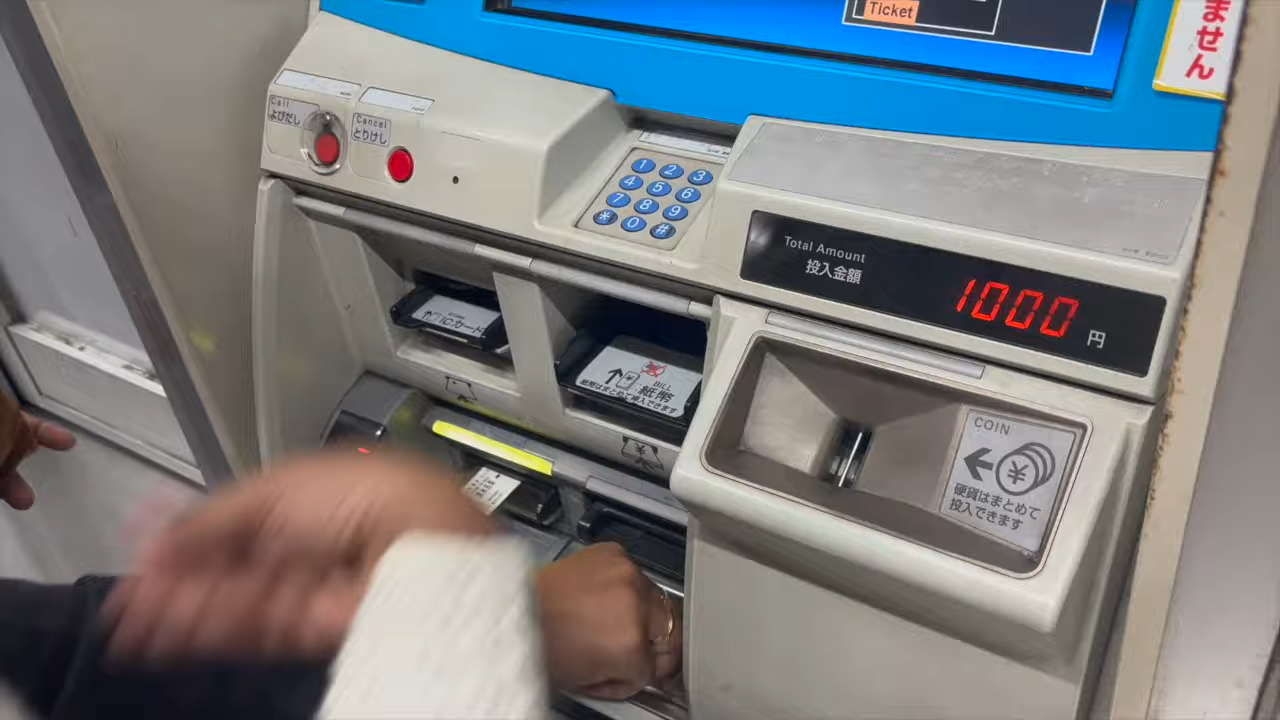 Ticket
ません
Call
よびだし
Cancel
とりけし
1 2 3
4 5 6
7 8 9
* 0 #
Total Amount
投入金額
1000
円
ICカード
BILL
紙幣
紙幣はまとめて挿入できます
¥
COIN
¥
硬貨はまとめて
投入できます